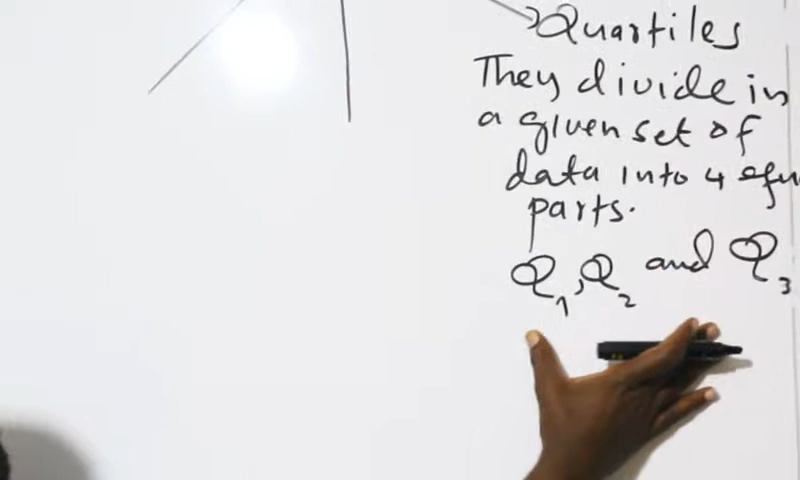 Quartiles
They divide in
a given set of
data into 4 equ
parts.
Q1, Q2 and Q3